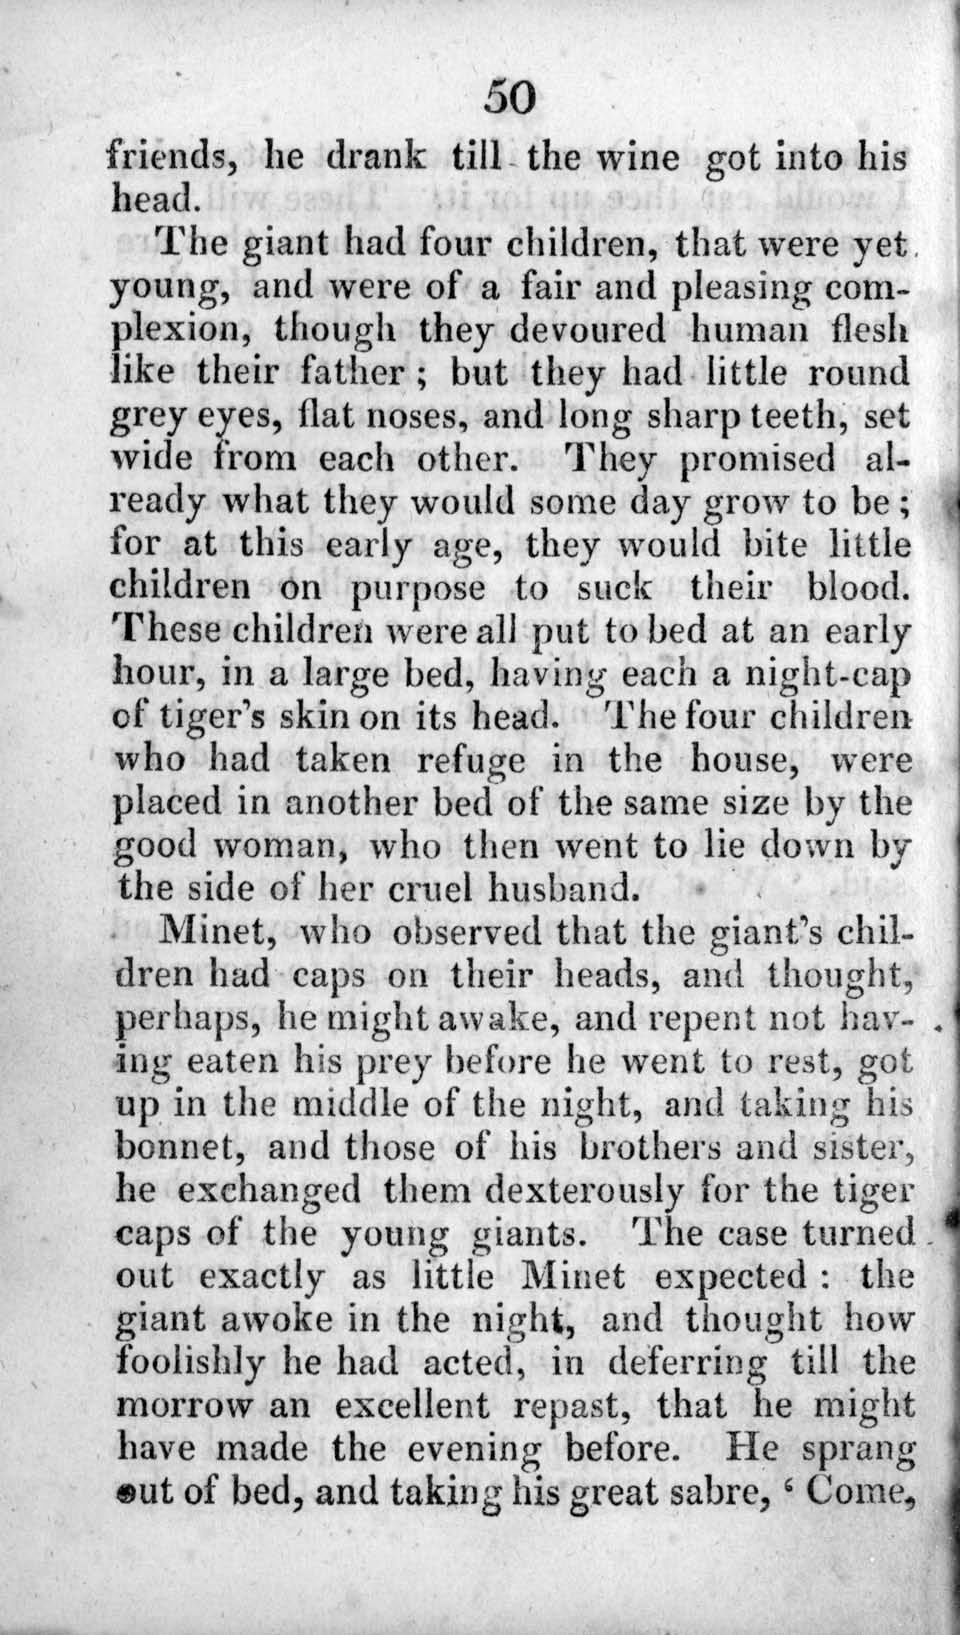 50
friends, he drank till the wine got into his
head.
The giant had four children, that were yet
young, and were of a fair and pleasing com-
plexion, though they devoured human flesh
like their father ; but they had little round
grey eyes, flat noses, and long sharp teeth, set
wide from each other. They promised al-
ready what they would some day grow to be ;
for at this early age, they would bite little
children on purpose to suck their blood.
These children were all put to bed at an early
hour, in a large bed, having each a night-cap
of tiger's skin on its head. The four children
who had taken refuge in the house, were
placed in another bed of the same size by the
good woman, who then went to lie down by
the side of her cruel husband.
Minet, who observed that the giant's chil-
dren had caps on their heads, and thought,
perhaps, he might awake, and repent not hav-
ing eaten his prey before he went to rest, got
up in the middle of the night, and taking his
bonnet, and those of his brothers and sister,
he exchanged them dexterously for the tiger
caps of the young giants. The case turned
out exactly as little Minet expected : the
giant awoke in the night, and thought how
foolishly he had acted, in deferring till the
morrow an excellent repast, that he might
have made the evening before. He sprang
out of bed, and taking his great sabre, ‘ Come,